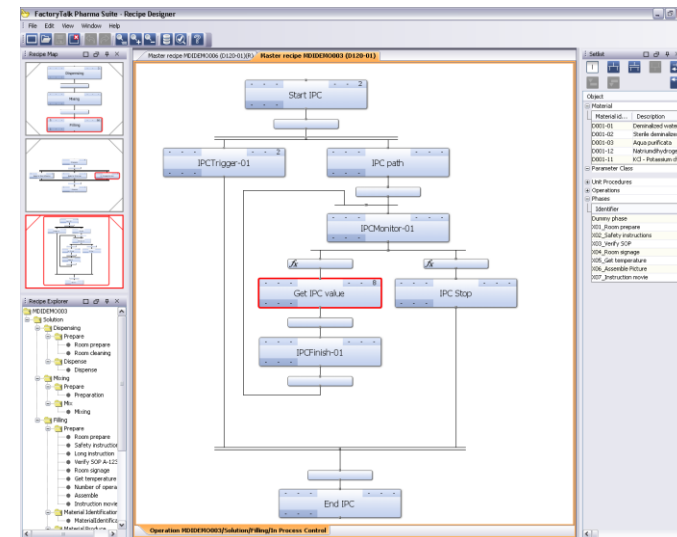 FactoryTalk Pharma Suite - Recipe Designer
File Edit View Window Help
Recipe Map
Dispensing
Mixing
Filling
Recipe Explorer
MDIDEMO003
Solution
Dispensing
Prepare
Room prepare
Room cleaning
Dispense
Dispense
Mixing
Prepare
Preparation
Mix
Mixing
Filling
Prepare
Room prepare
Safety instruction
Long instruction
Verify SOP A-123
Room signage
Get temperature
Number of opera
Assemble
Instruction movie
Material Identification
MaterialIdentific
MaterialProduce
Master recipe MDIDEMO006 (D120-01)(R)
Master recipe MDIDEMO003 (D120-01)
2
Start IPC
2
IPCTrigger-01
IPC path
IPCMonitor-01
fx
fx
8
Get IPC value
IPC Stop
IPCFinish-01
End IPC
Operation MDIDEMO003/Solution/Filling/In Process Control
Setlist
Object
Material
Material id... Description
D001-01 Demineralized wate
D001-02 Sterile demineralize
D001-03 Aqua purificata
D001-12 Natriumdihydroge
D001-11 KCl - Potassium d
Parameter Class
Unit Procedures
Operations
Phases
Identifier
Dummy phase
X01_Room prepare
X02_Safety instructions
X03_Verify SOP
X04_Room signage
X05_Get temperature
X06_Assemble Picture
X07_Instruction movie